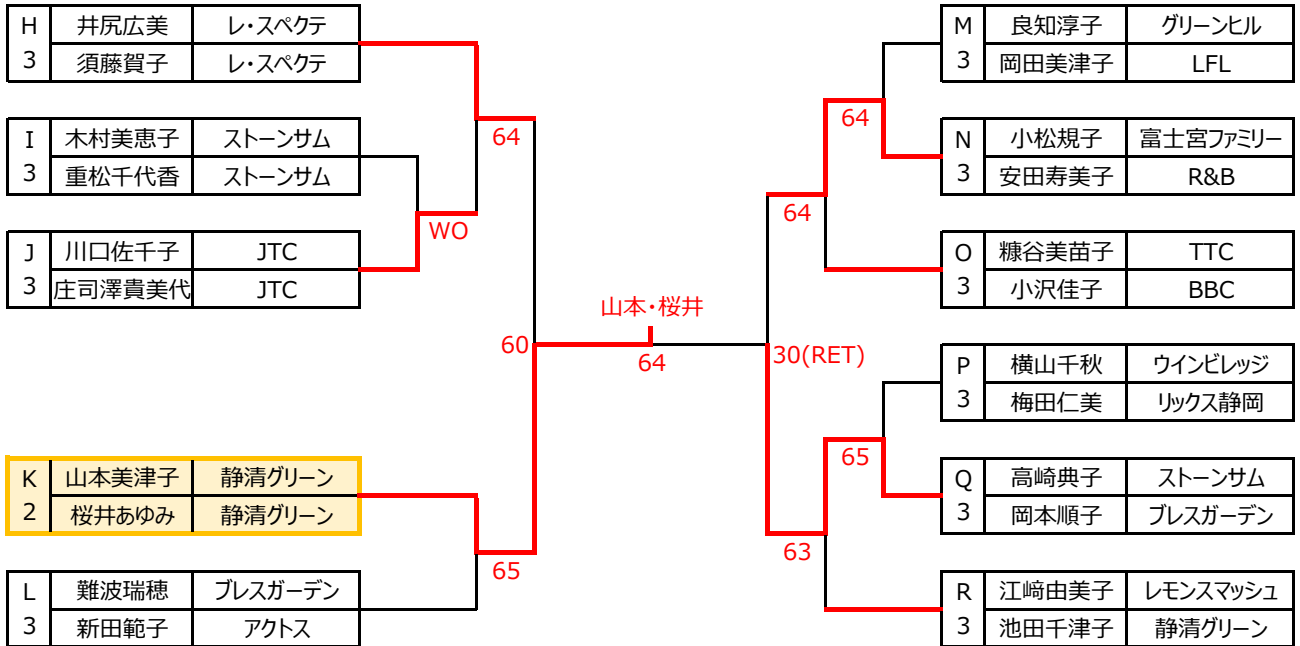 H 井尻広美 レ・スペクテ
3 須藤賀子 レ・スペクテ
64
I 木村美恵子 ストーンサム
3 重松千代香 ストーンサム
WO
J 川口佐千子 JTC
3 庄司澤貴美代 JTC
60
K 山本美津子 静清グリーン
2 桜井あゆみ 静清グリーン
65
L 難波瑞穂 ブレスガーデン
3 新田範子 アクトス
山本・桜井
64
M 良知淳子 グリーンヒル
3 岡田美津子 LFL
64
N 小松規子 富士宮ファミリー
3 安田寿美子 R&B
64
O 糠谷美苗子 TTC
3 小沢佳子 BBC
30(RET)
P 横山千秋 ウインビレッジ
3 梅田仁美 リックス静岡
65
Q 高崎典子 ストーンサム
3 岡本順子 ブレスガーデン
63
R 江﨑由美子 レモンスマッシュ
3 池田千津子 静清グリーン